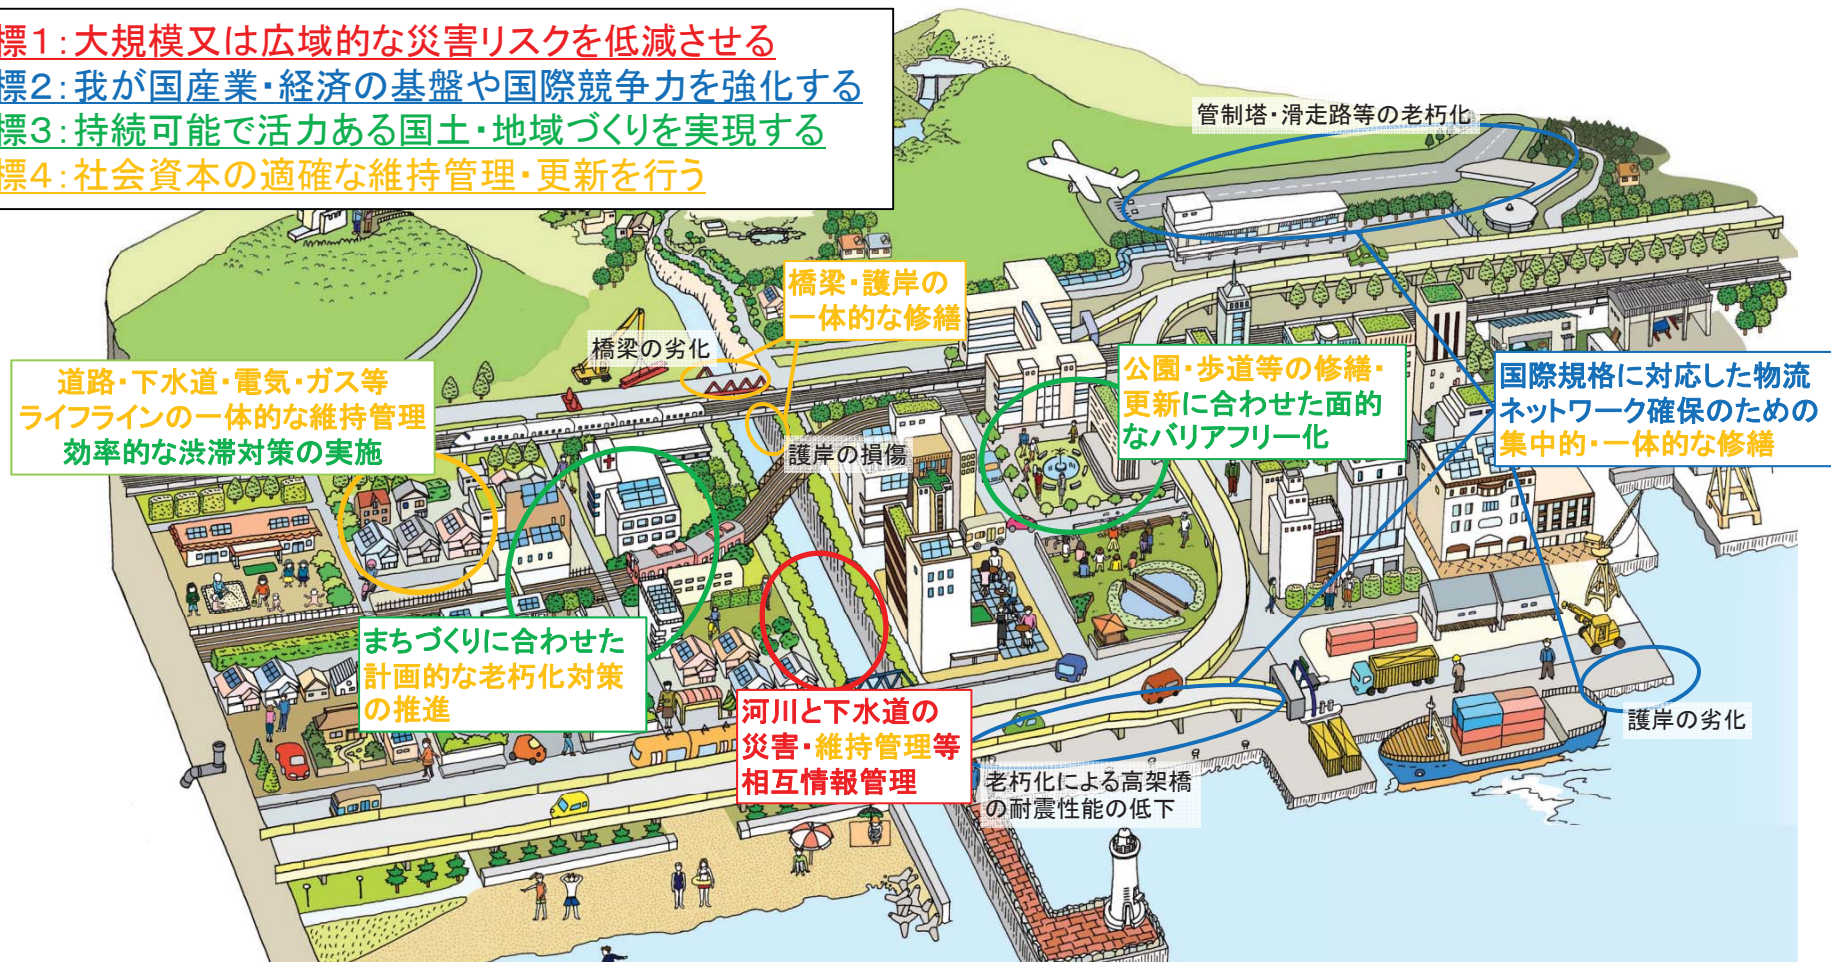 標1：大規模又は広域的な災害リスクを低減させる
標2：我が国産業・経済の基盤や国際競争力を強化する
標3：持続可能で活力ある国土・地域づくりを実現する
標4：社会資本の適確な維持管理・更新を行う
管制塔・滑走路等の老朽化
橋梁・護岸の
一体的な修繕
橋梁の劣化
道路・下水道・電気・ガス等
ライフラインの一体的な維持管理
効率的な渋滞対策の実施
護岸の損傷
公園・歩道等の修繕・
更新に合わせた面的
なバリアフリー化
国際規格に対応した物流
ネットワーク確保のための
集中的・一体的な修繕
まちづくりに合わせた
計画的な老朽化対策
の推進
河川と下水道の
災害・維持管理等
相互情報管理
老朽化による高架橋
の耐震性能の低下
護岸の劣化